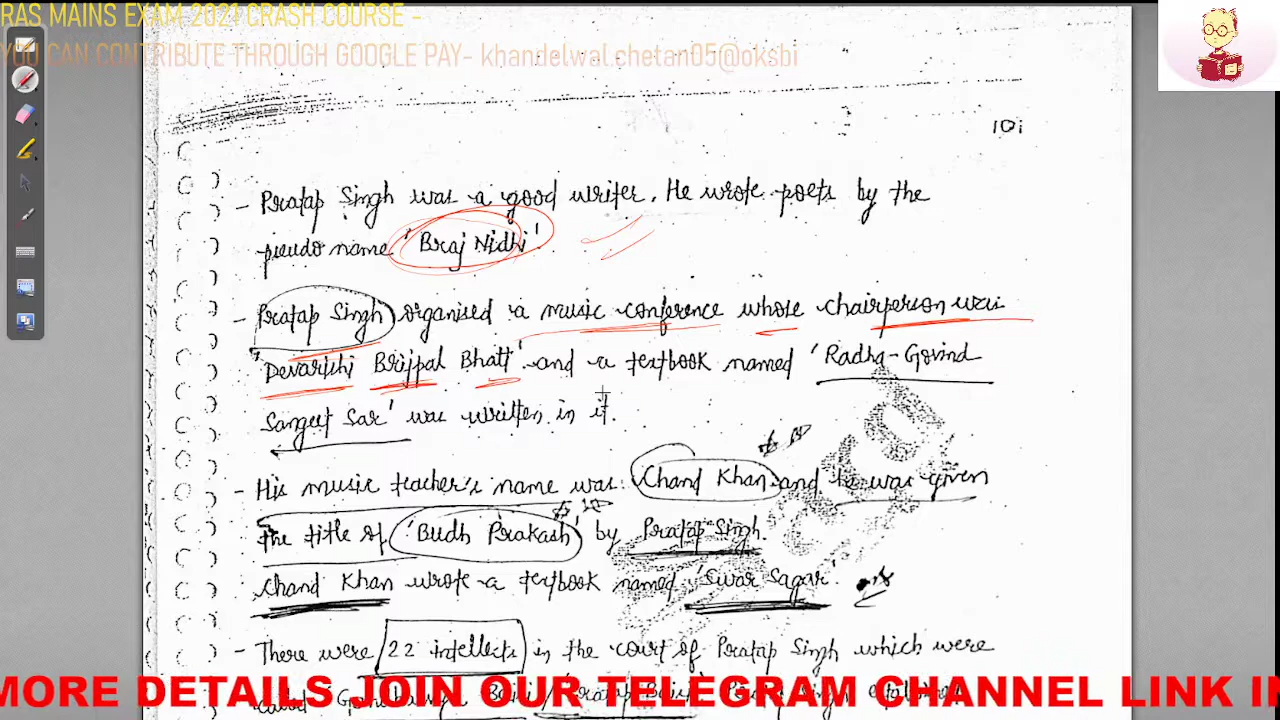 RAS MAINS EXAM 2021 CRASH COURSE -
YOU CAN CONTRIBUTE THROUGH GOOGLE PAY- khandelwal.chetan05@oksbi
101
- Pratap Singh was a good writer. He wrote poets by the
pseudo name 'Braj Nidhi'.
- Pratap Singh organised a music conference whose chairperson was
'Devarshi Brijpal Bhatt' and a textbook named 'Radha-Govind
Sangeet Sar' was written in it.
- His music teacher's name was Chand Khan and he was given
the title of 'Budh Prakash' by Pratap Singh.
Chand Khan wrote a textbook named 'Swar Sagar'.
- There were 22 intellects in the court of Pratap Singh which were
called
MORE DETAILS JOIN OUR TELEGRAM CHANNEL LINK IN